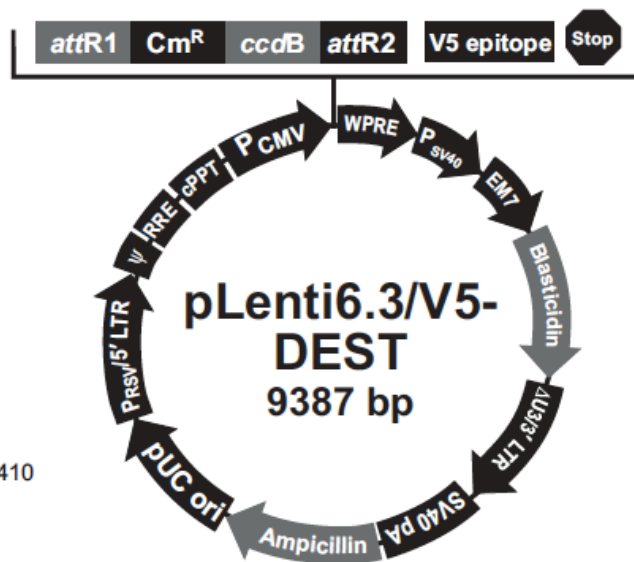 attR1 CmR ccdB attR2 V5 epitope Stop
PCMV
WPRE
PSV40
EM7
Blasticidin
ΔU3/3' LTR
SV40 pA
Ampicillin
pUC ori
PRSV/5' LTR
Ψ
RRE
cPPT
pLenti6.3/V5-
DEST
9387 bp
410